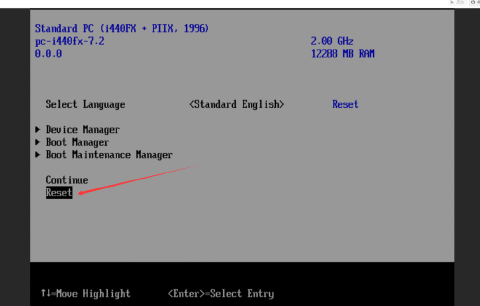 Standard PC (i440FX + PIIX, 1996)
pc-i440fx-7.2 2.00 GHz
0.0.0 12288 MB RAM
Select Language <Standard English> Reset
Device Manager
Boot Manager
Boot Maintenance Manager
Continue
Reset
↑↓=Move Highlight <Enter>=Select Entry